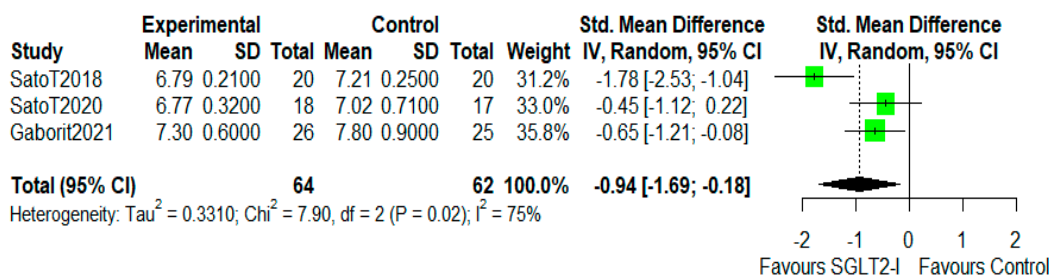 Experimental Control Std. Mean Difference Std. Mean Difference
Study Mean SD Total Mean SD Total Weight IV, Random, 95% CI IV, Random, 95% CI
SatoT2018 6.79 0.2100 20 7.21 0.2500 20 31.2% -1.78 [-2.53; -1.04]
SatoT2020 6.77 0.3200 18 7.02 0.7100 17 33.0% -0.45 [-1.12; 0.22]
Gaborit2021 7.30 0.6000 26 7.80 0.9000 25 35.8% -0.65 [-1.21; -0.08]
Total (95% CI) 64 62 100.0% -0.94 [-1.69; -0.18]
Heterogeneity: Tau² = 0.3310; Chi² = 7.90, df = 2 (P = 0.02); I² = 75%
-2 -1 0 1 2
Favours SGLT2-I Favours Control